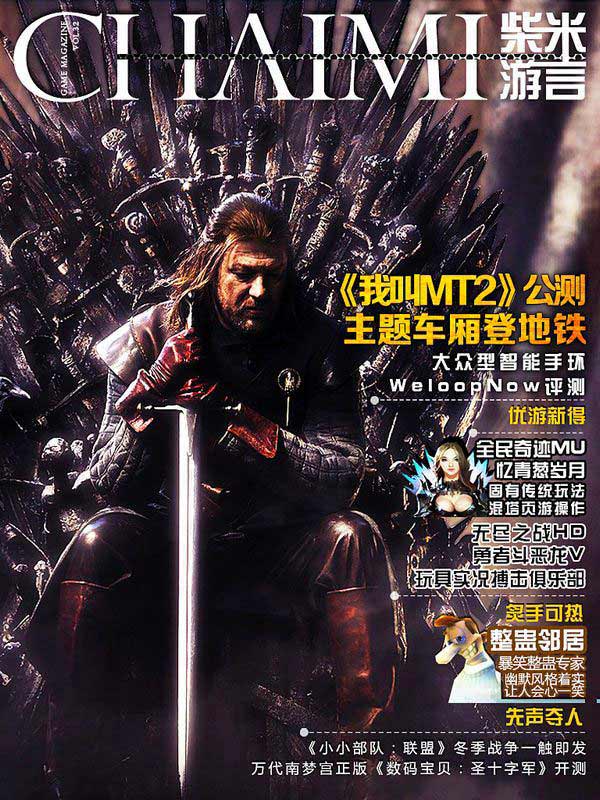 CHAIMI
GAME MAGAZINE
VOL.32
柴米
游言
《我叫MT2》公测
主题车厢登地铁
大众型智能手环
WeloopNow评测
优游新得
全民奇迹MU
忆青葱岁月
固有传统玩法
混搭页游操作
无尽之战HD
勇者斗恶龙V
玩具实况搏击俱乐部
炙手可热
整蛊邻居
暴笑整蛊专家
幽默风格着实
让人会心一笑
先声夺人
《小小部队：联盟》冬季战争一触即发
万代南梦宫正版《数码宝贝：圣十字军》开测